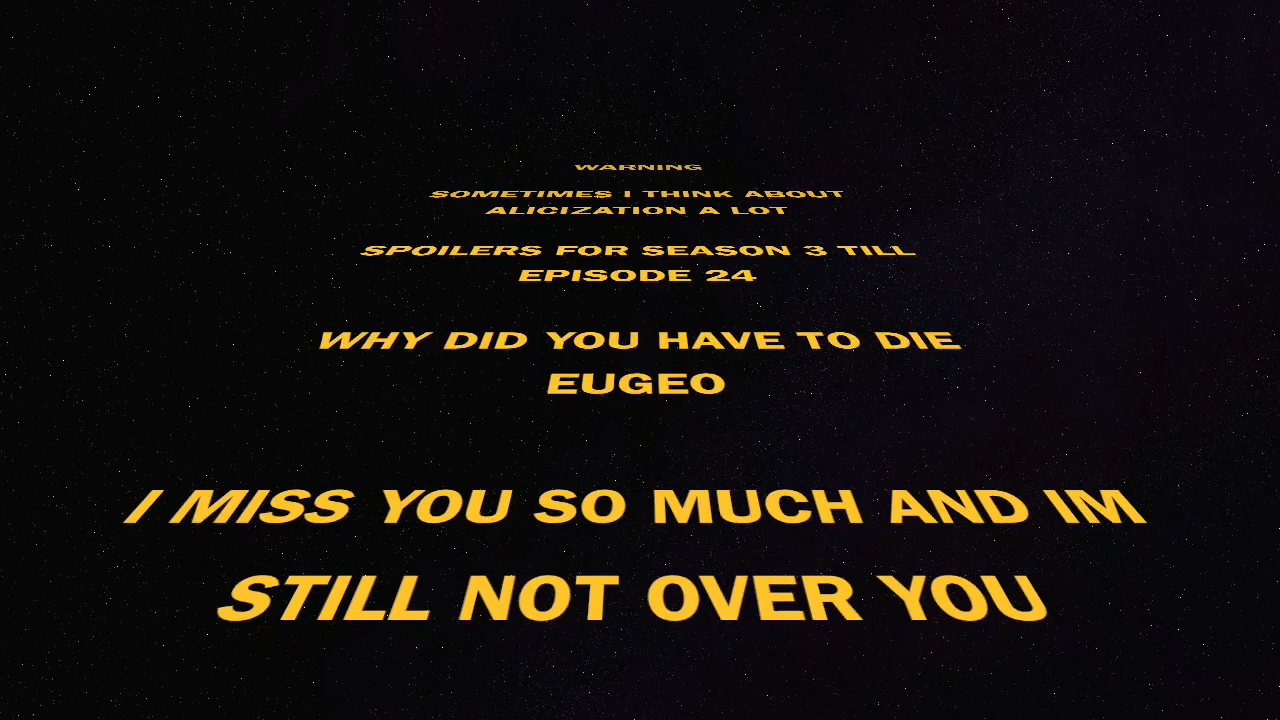 WARNING
SOMETIMES I THINK ABOUT
ALICIZATION A LOT
SPOILERS FOR SEASON 3 TILL
EPISODE 24
WHY DID YOU HAVE TO DIE
EUGEO
I MISS YOU SO MUCH AND IM
STILL NOT OVER YOU